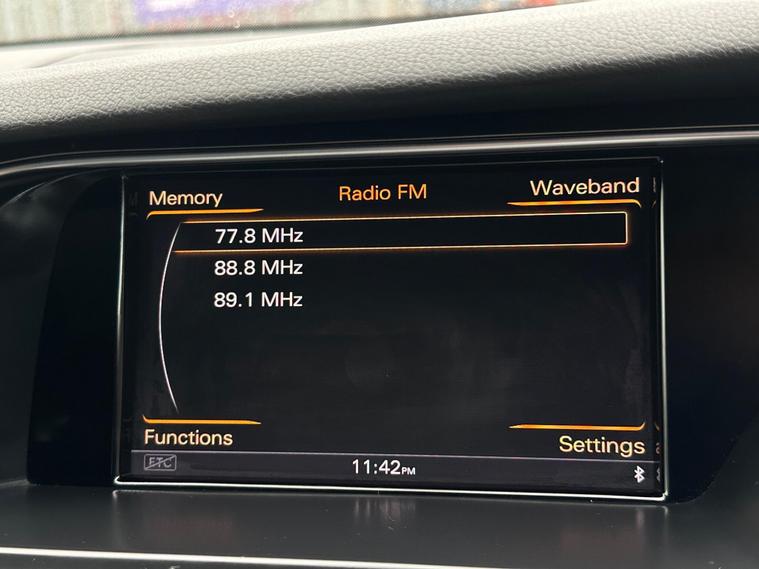 Memory
Radio FM
Waveband
77.8 MHz
88.8 MHz
89.1 MHz
Functions
Settings
ETC
11:42PM